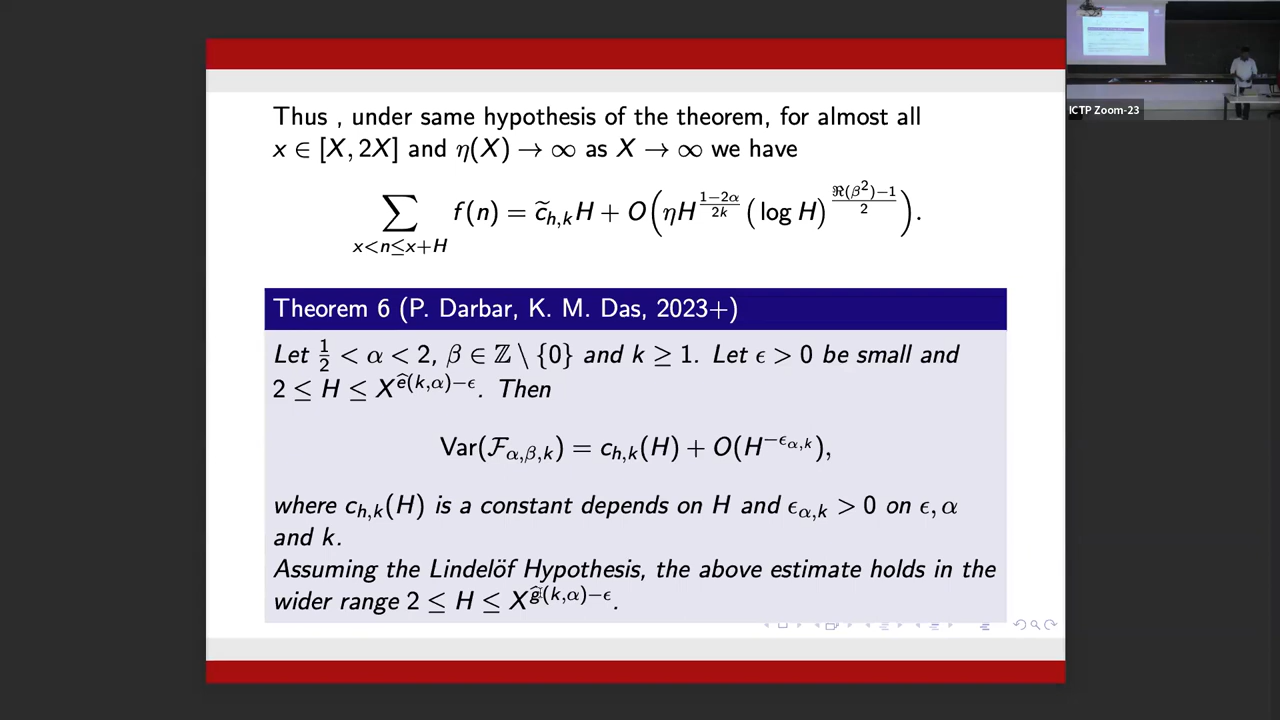 Thus , under same hypothesis of the theorem, for almost all
x ∈ [X, 2X] and η(X) → ∞ as X → ∞ we have
∑_{x<n≤x+H} f(n) = c̃_{h,k}H + O(ηH^{\frac{1−2α}{2k}}(log H)^{\frac{ℜ(β²)−1}{2}}).
Theorem 6 (P. Darbar, K. M. Das, 2023+)
Let 1/2 < α < 2, β ∈ ℤ \ {0} and k ≥ 1. Let ϵ > 0 be small and
2 ≤ H ≤ X^{ê(k,α)−ϵ}. Then
Var(ℱ_{α,β,k}) = c_{h,k}(H) + O(H^{−ϵ_{α,k}}),
where c_{h,k}(H) is a constant depends on H and ϵ_{α,k} > 0 on ϵ, α
and k.
Assuming the Lindelöf Hypothesis, the above estimate holds in the
wider range 2 ≤ H ≤ X^{g̃(k,α)−ϵ}.
ICTP Zoom-23